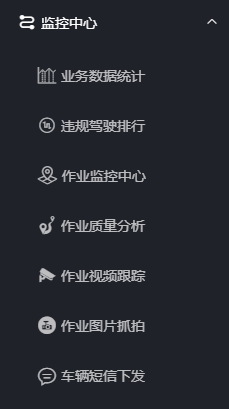 监控中心
业务数据统计
违规驾驶排行
作业监控中心
作业质量分析
作业视频跟踪
作业图片抓拍
车辆短信下发